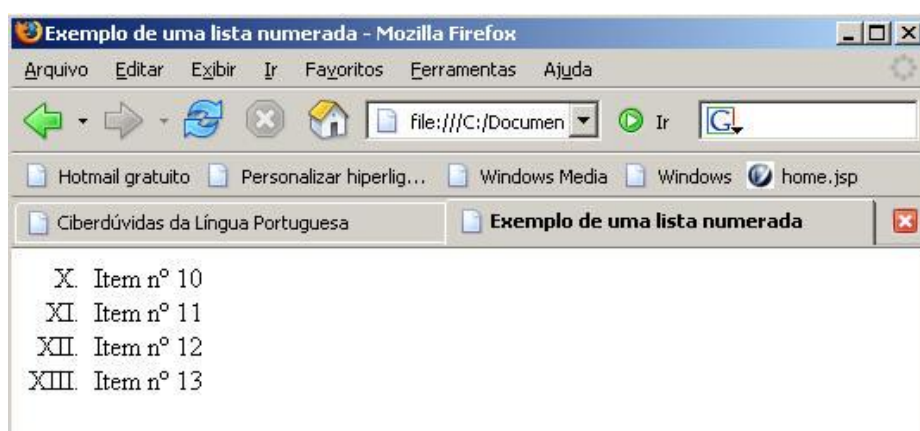 Exemplo de uma lista numerada - Mozilla Firefox
Arquivo Editar Exibir Ir Favoritos Ferramentas Ajuda
file:///C:/Documen Ir G
Hotmail gratuito Personalizar hiperlig... Windows Media Windows home.jsp
Ciberdúvidas da Língua Portuguesa Exemplo de uma lista numerada
X. Item nº 10
XI. Item nº 11
XII. Item nº 12
XIII. Item nº 13